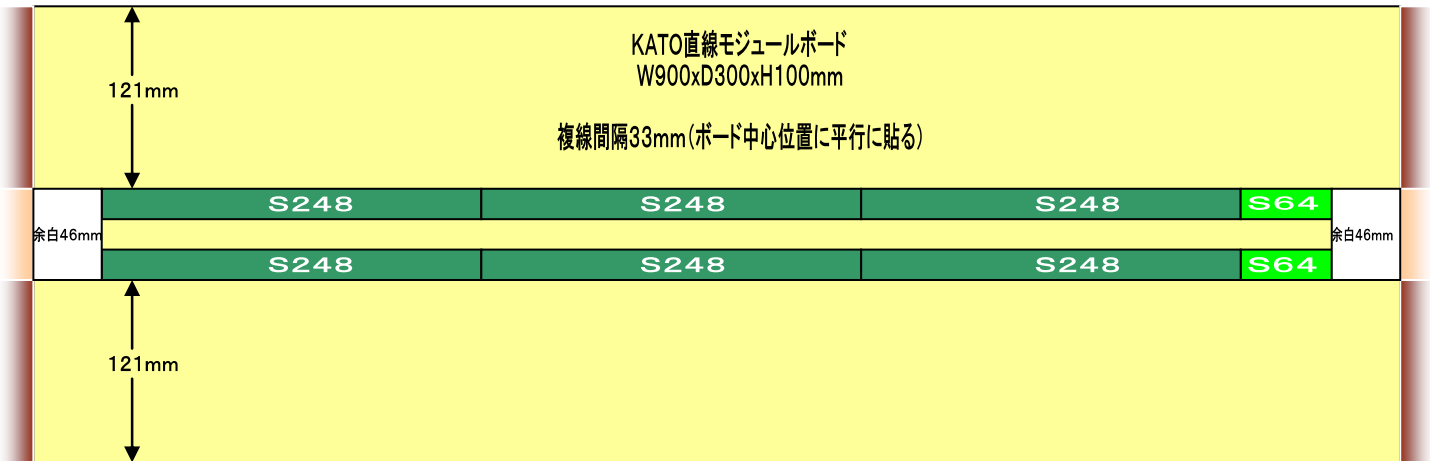 KATO直線モジュールボード
W900xD300xH100mm
121mm
複線間隔33mm(ボード中心位置に平行に貼る)
S248 S248 S248 S64
余白46mm 余白46mm
S248 S248 S248 S64
121mm